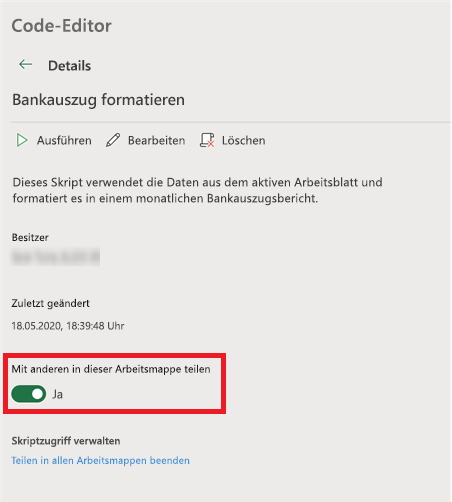 Code-Editor
Details
Bankauszug formatieren
Ausführen Bearbeiten Löschen
Dieses Skript verwendet die Daten aus dem aktiven Arbeitsblatt und
formatiert es in einem monatlichen Bankauszugsbericht.
Besitzer
Zuletzt geändert
18.05.2020, 18:39:48 Uhr
Mit anderen in dieser Arbeitsmappe teilen
Ja
Skriptzugriff verwalten
Teilen in allen Arbeitsmappen beenden